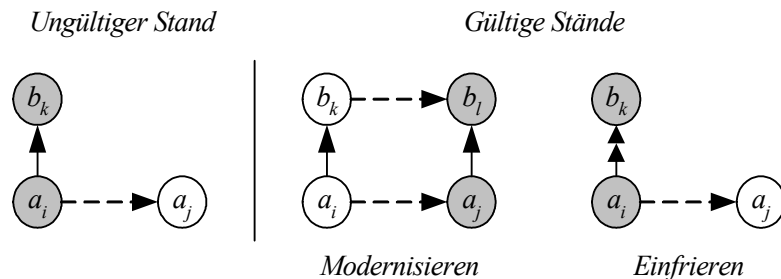 Ungültiger Stand
Gültige Stände
b_k
b_k
b_l
b_k
a_i
a_j
a_i
a_j
a_i
a_j
Modernisieren
Einfrieren